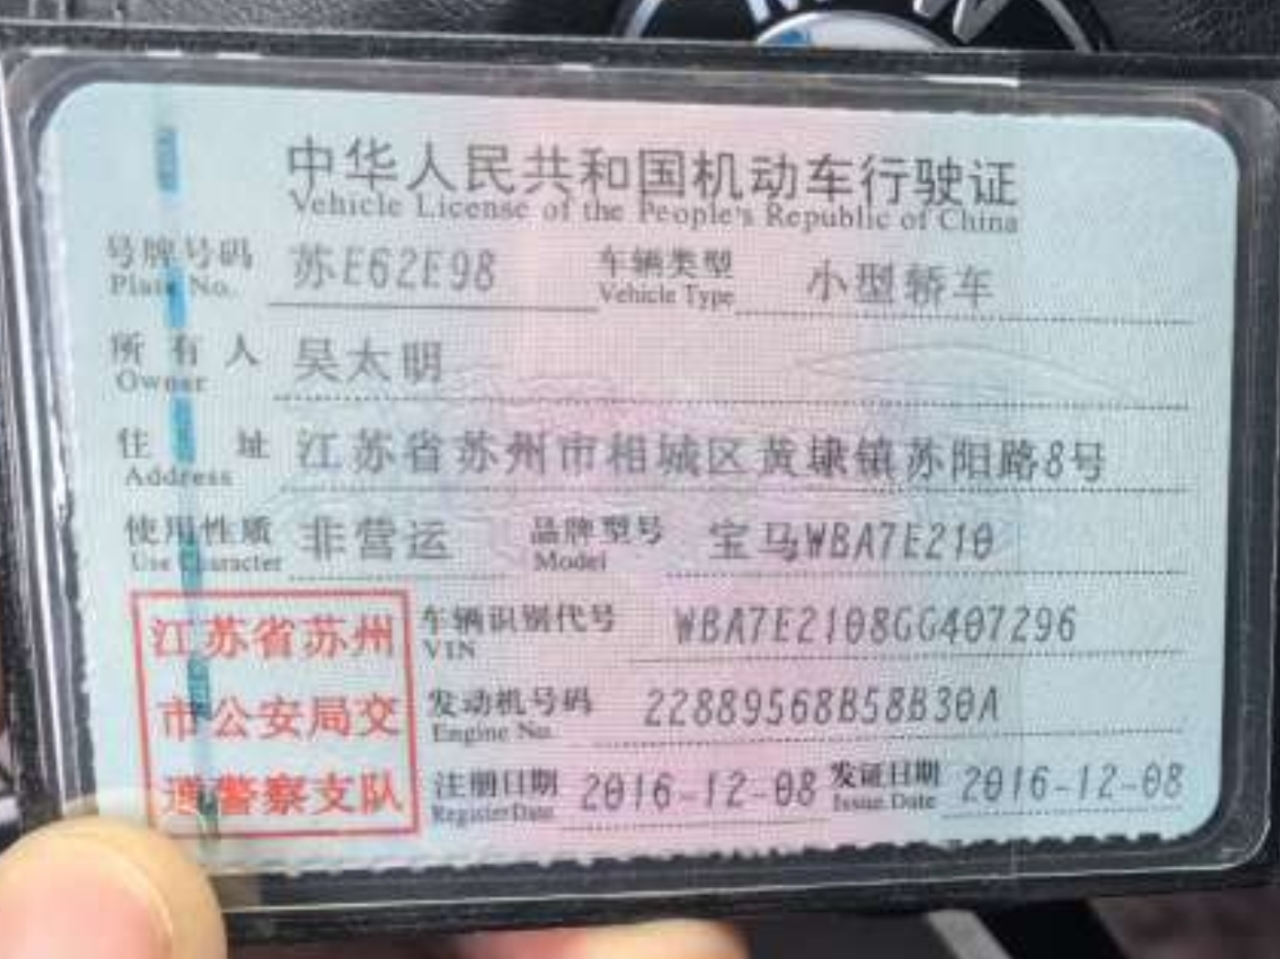 中华人民共和国机动车行驶证
Vehicle License of the People's Republic of China
号牌号码 苏E62E98 车辆类型 小型轿车
Plate No. Vehicle Type
所有人 吴太明
Owner
住址 江苏省苏州市相城区黄埭镇苏阳路8号
Address
使用性质 非营运 品牌型号 宝马WBA7E210
Use Character Model
江苏省苏州
市公安局交
通警察支队
车辆识别代号 WBA7E2108GG407296
VIN
发动机号码 22889568B58B30A
Engine No.
注册日期 2016-12-08 发证日期 2016-12-08
Register Date Issue Date